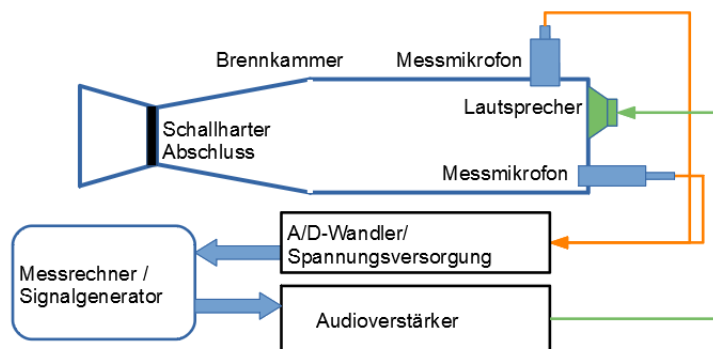 Brennkammer
Messmikrofon
Lautsprecher
Schallharter
Abschluss
Messmikrofon
A/D-Wandler/
Spannungsversorgung
Messrechner /
Signalgenerator
Audioverstärker